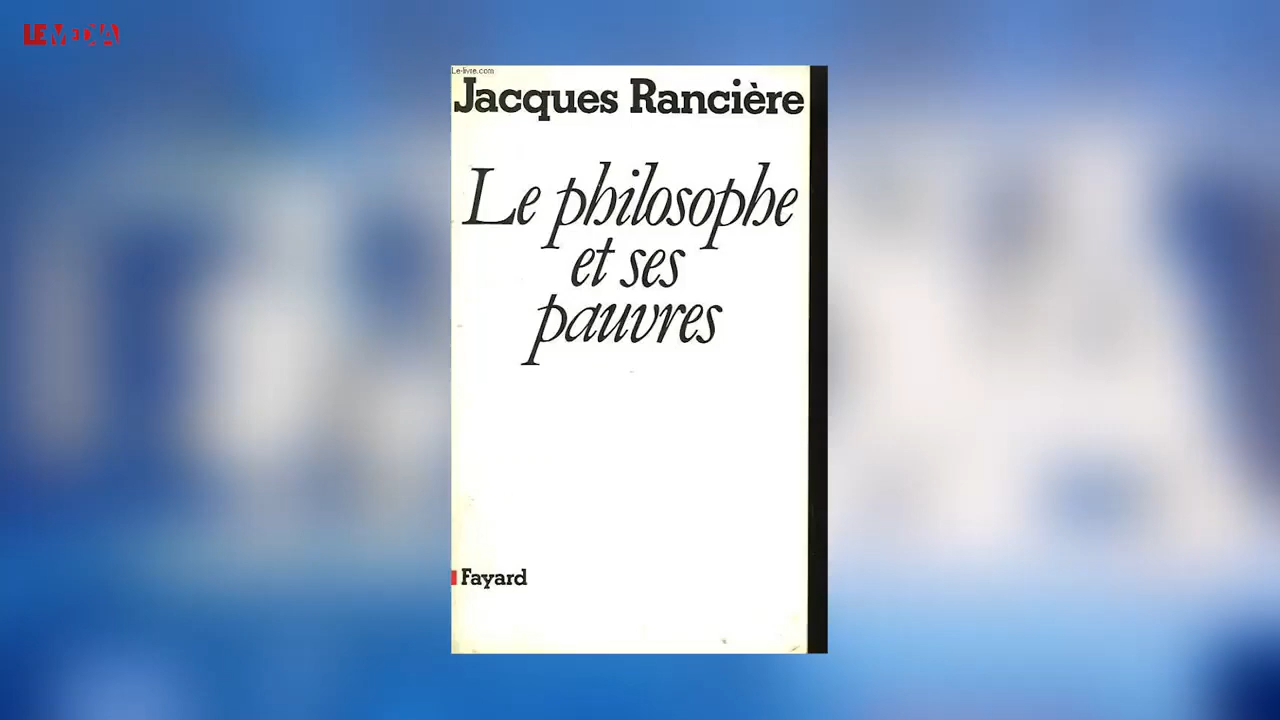 LE MEDIA
Le-livre.com
Jacques Rancière
Le philosophe
et ses
pauvres
Fayard